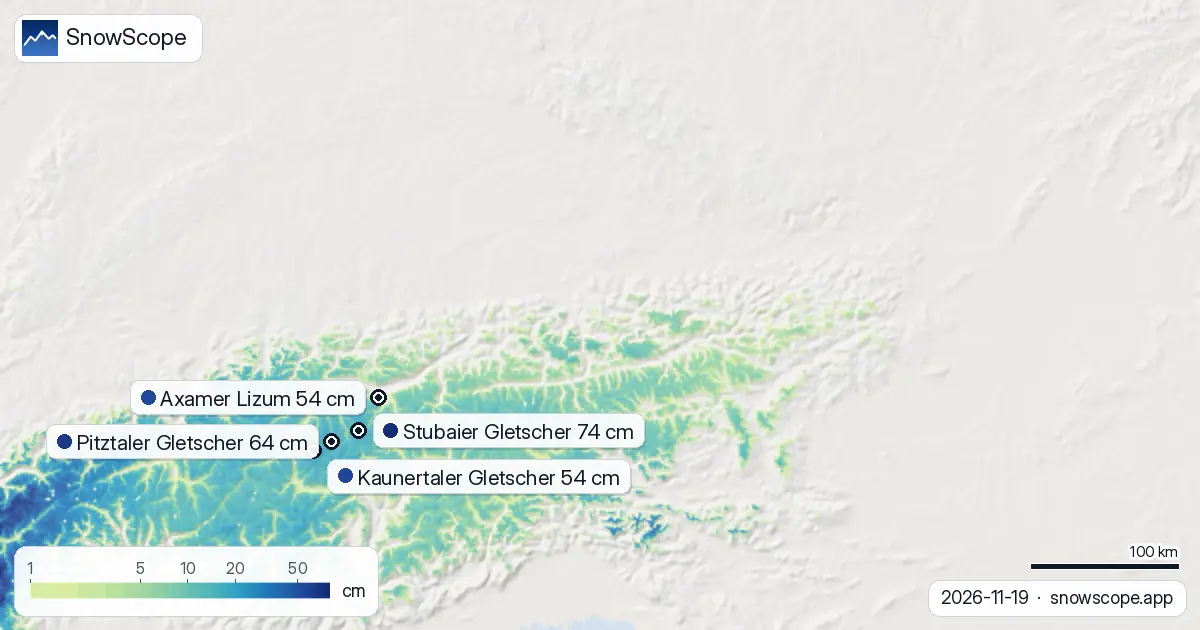 SnowScope
Axamer Lizum 54 cm
Stubaier Gletscher 74 cm
Pitztaler Gletscher 64 cm
Kaunertaler Gletscher 54 cm
1 5 10 20 50
cm
100 km
2026-11-19 · snowscope.app